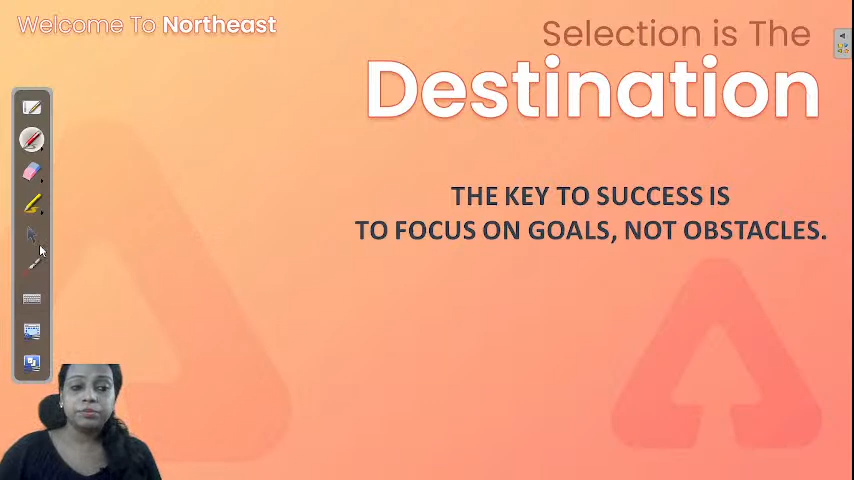 Welcome To Northeast
Selection is The
Destination
THE KEY TO SUCCESS IS
TO FOCUS ON GOALS, NOT OBSTACLES.